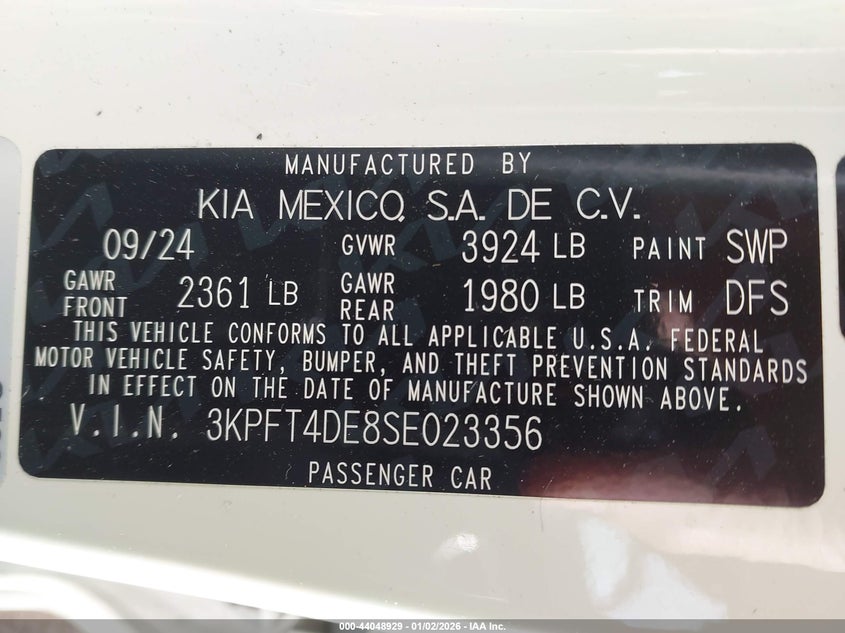 MANUFACTURED BY
KIA MEXICO, S.A. DE C.V.
09/24 GVWR 3924 LB PAINT SWP
GAWR FRONT 2361 LB GAWR REAR 1980 LB TRIM DFS
THIS VEHICLE CONFORMS TO ALL APPLICABLE U.S.A. FEDERAL
MOTOR VEHICLE SAFETY, BUMPER, AND THEFT PREVENTION STANDARDS
IN EFFECT ON THE DATE OF MANUFACTURE SHOWN ABOVE.
V.I.N. 3KPFT4DE8SE023356
PASSENGER CAR
000-44048929 - 01/02/2026 - IAA Inc.